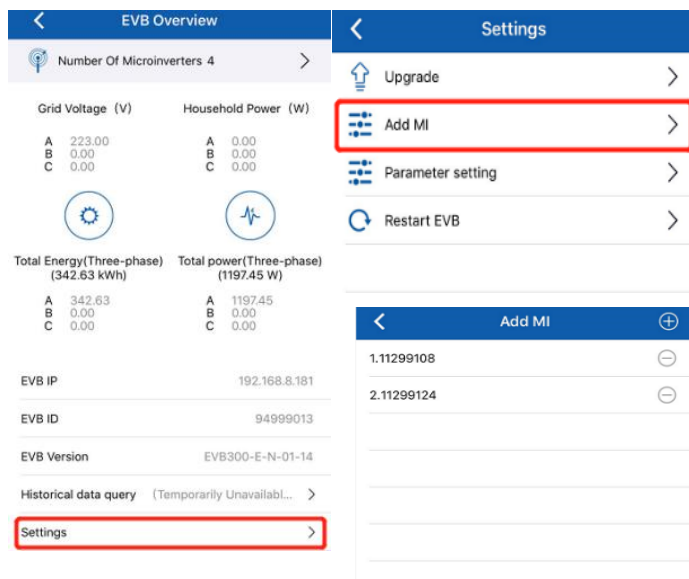 EVB Overview
Number Of Microinverters 4
Grid Voltage (V) Household Power (W)
A 223.00 A 0.00
B 0.00 B 0.00
C 0.00 C 0.00
Total Energy(Three-phase) Total power(Three-phase)
(342.63 kWh) (1197.45 W)
A 342.63 A 1197.45
B 0.00 B 0.00
C 0.00 C 0.00
EVB IP 192.168.8.181
EVB ID 94999013
EVB Version EVB300-E-N-01-14
Historical data query (Temporarily Unavailabl...
Settings
Settings
Upgrade
Add MI
Parameter setting
Restart EVB
Add MI
1.11299108
2.11299124